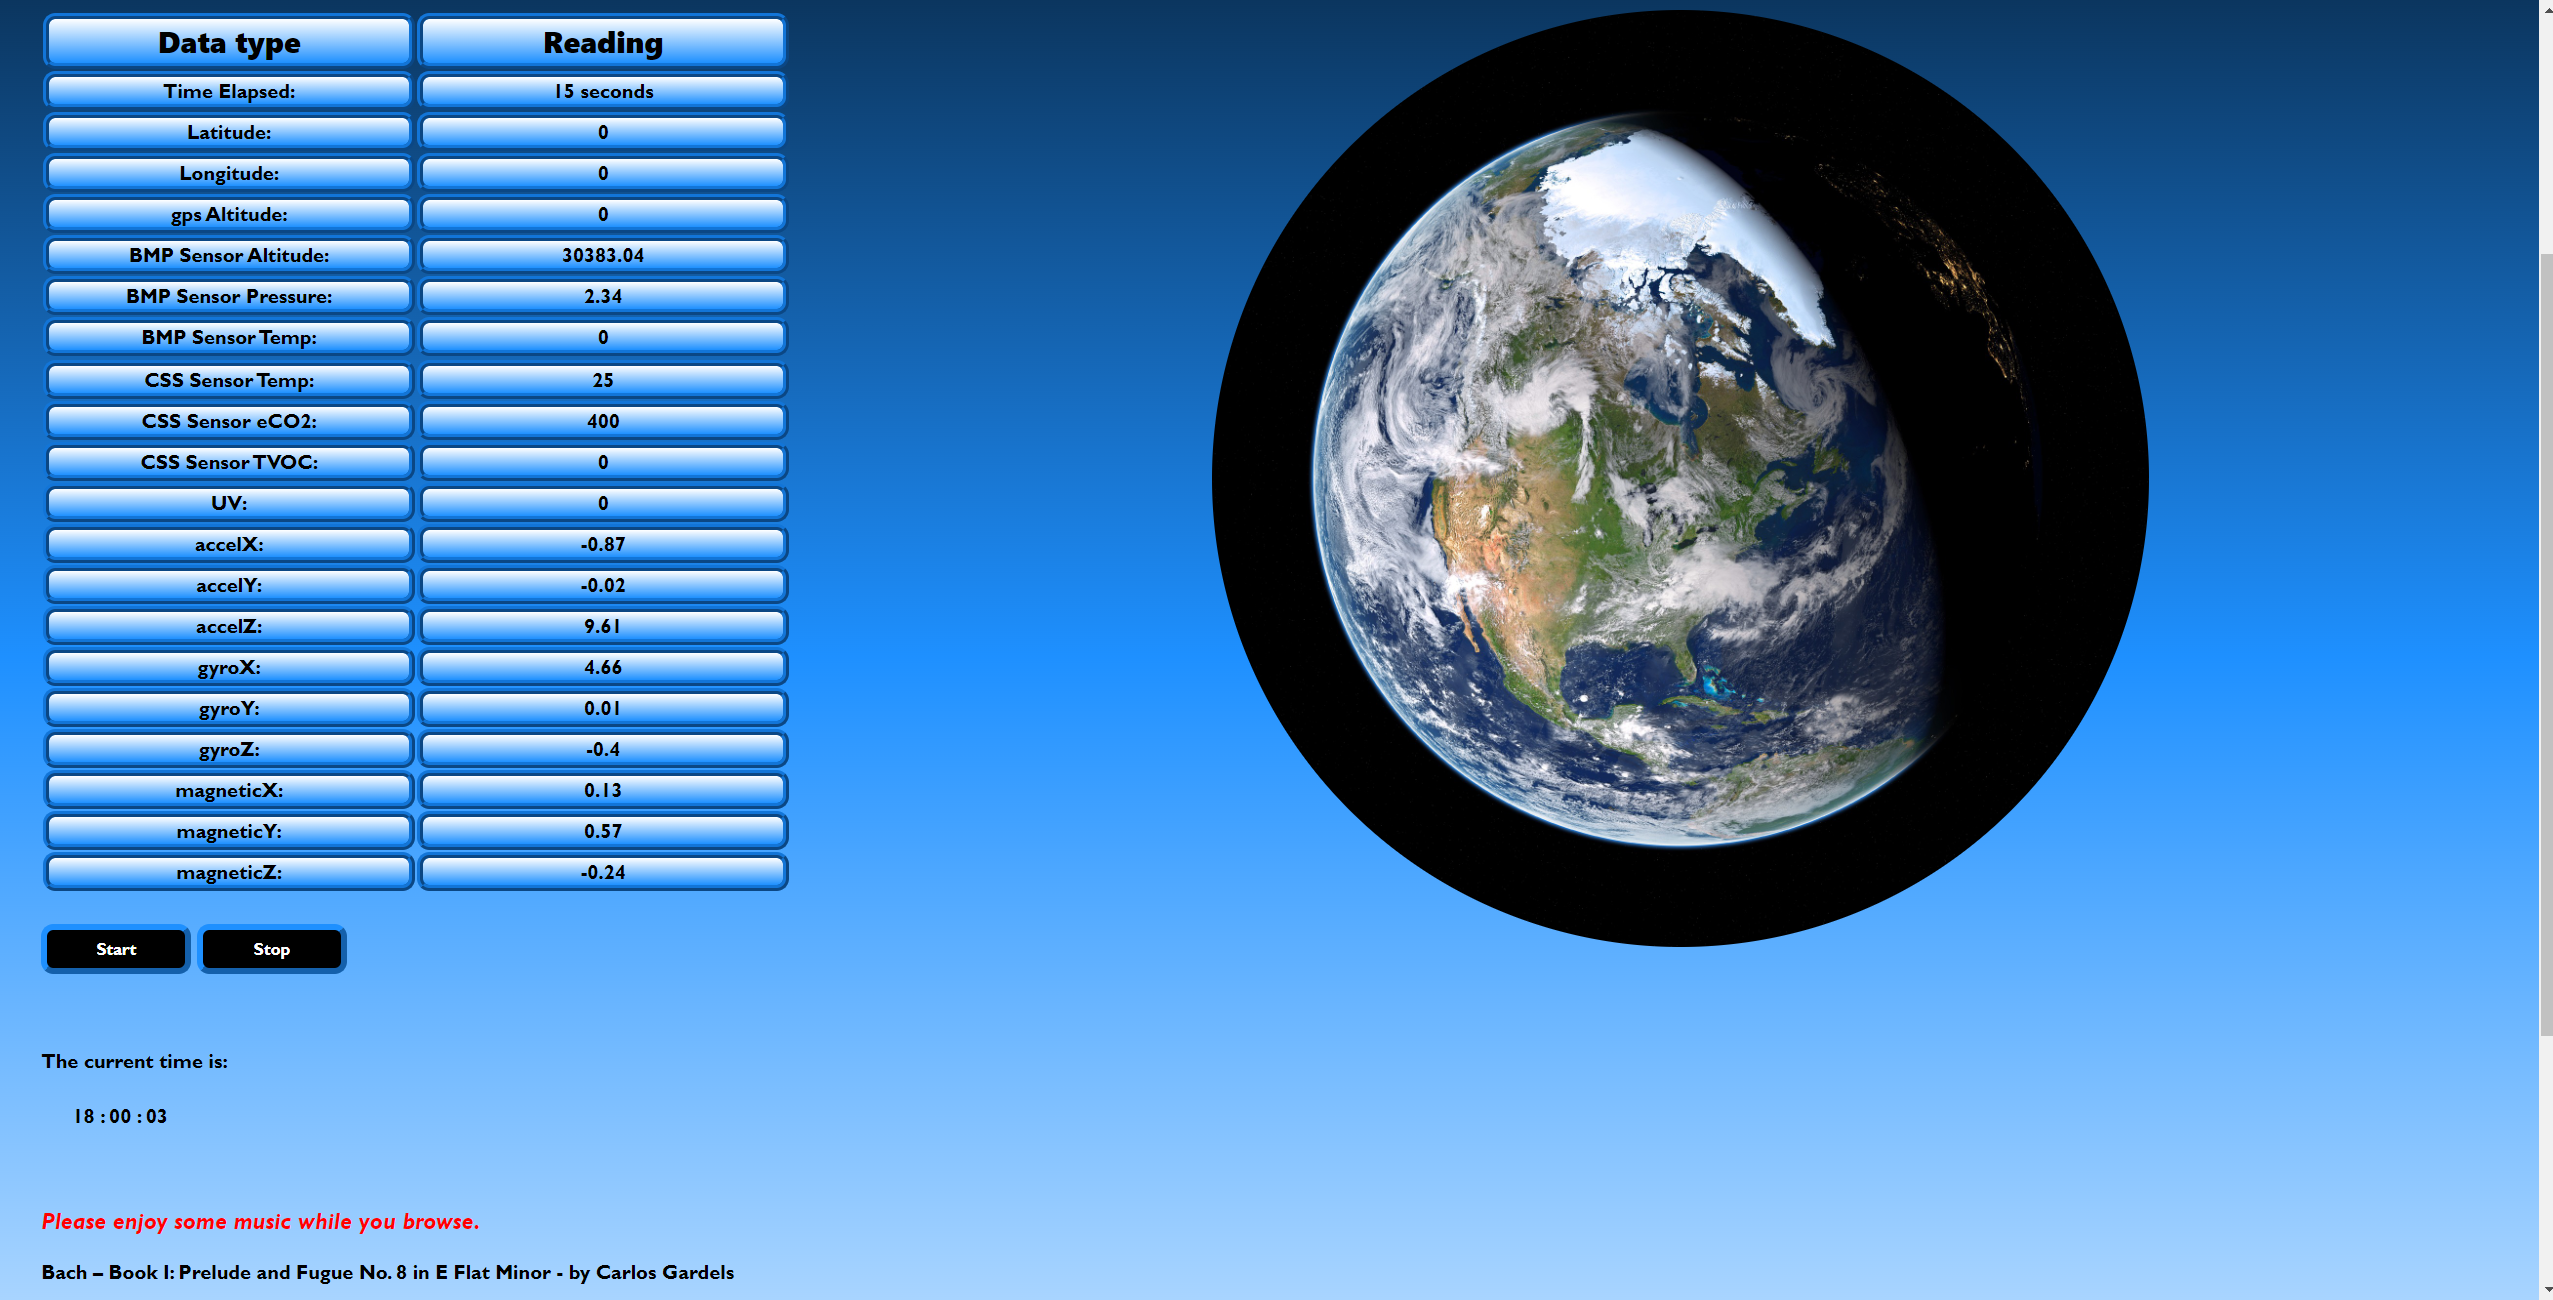 Data type Reading
Time Elapsed: 15 seconds
Latitude: 0
Longitude: 0
gps Altitude: 0
BMP Sensor Altitude: 30383.04
BMP Sensor Pressure: 2.34
BMP Sensor Temp: 0
CSS Sensor Temp: 25
CSS Sensor eCO2: 400
CSS Sensor TVOC: 0
UV: 0
accelX: -0.87
accelY: -0.02
accelZ: 9.61
gyroX: 4.66
gyroY: 0.01
gyroZ: -0.4
magneticX: 0.13
magneticY: 0.57
magneticZ: -0.24
Start Stop
The current time is:
18 : 00 : 03
Please enjoy some music while you browse.
Bach – Book I: Prelude and Fugue No. 8 in E Flat Minor - by Carlos Gardels